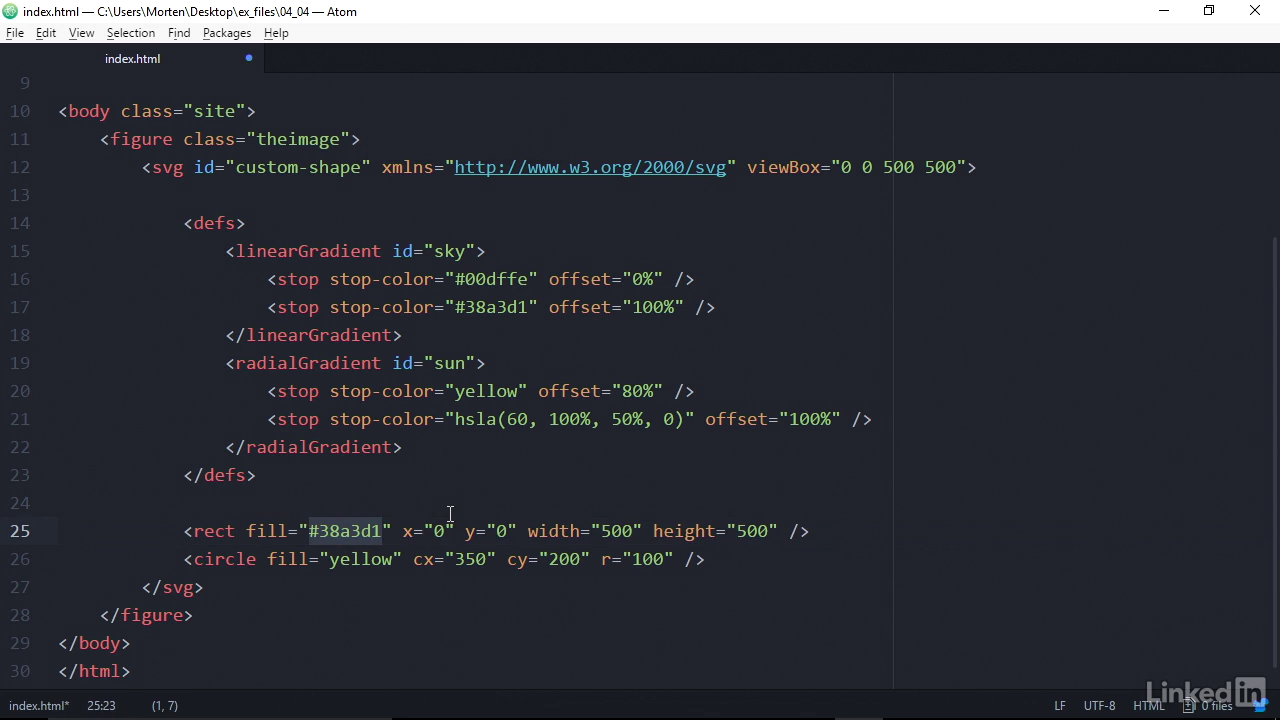 index.html — C:\Users\Morten\Desktop\ex_files\04_04 — Atom
File Edit View Selection Find Packages Help
index.html
9
10 <body class="site">
11 <figure class="theimage">
12 <svg id="custom-shape" xmlns="http://www.w3.org/2000/svg" viewBox="0 0 500 500">
13
14 <defs>
15 <linearGradient id="sky">
16 <stop stop-color="#00dffe" offset="0%" />
17 <stop stop-color="#38a3d1" offset="100%" />
18 </linearGradient>
19 <radialGradient id="sun">
20 <stop stop-color="yellow" offset="80%" />
21 <stop stop-color="hsla(60, 100%, 50%, 0)" offset="100%" />
22 </radialGradient>
23 </defs>
24
25 <rect fill="#38a3d1" x="0" y="0" width="500" height="500" />
26 <circle fill="yellow" cx="350" cy="200" r="100" />
27 </svg>
28 </figure>
29 </body>
30 </html>
LinkedIn
index.html* 25:23 (1, 7) LF UTF-8 HTML 0 files